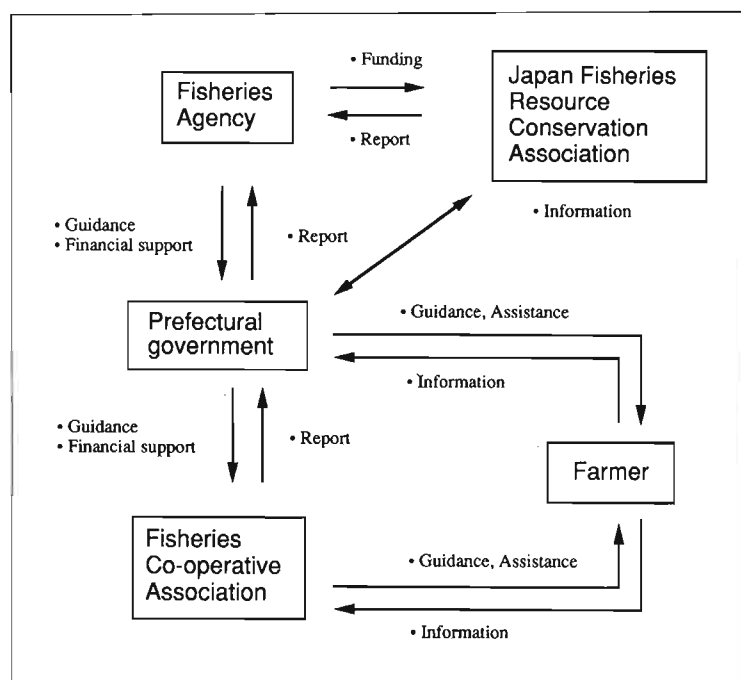 • Funding
Fisheries
Agency
Japan Fisheries
Resource
Conservation
Association
• Report
• Information
• Guidance
• Financial support
• Report
• Guidance, Assistance
Prefectural
government
• Information
• Guidance
• Financial support
• Report
Farmer
Fisheries
Co-operative
Association
• Guidance, Assistance
• Information